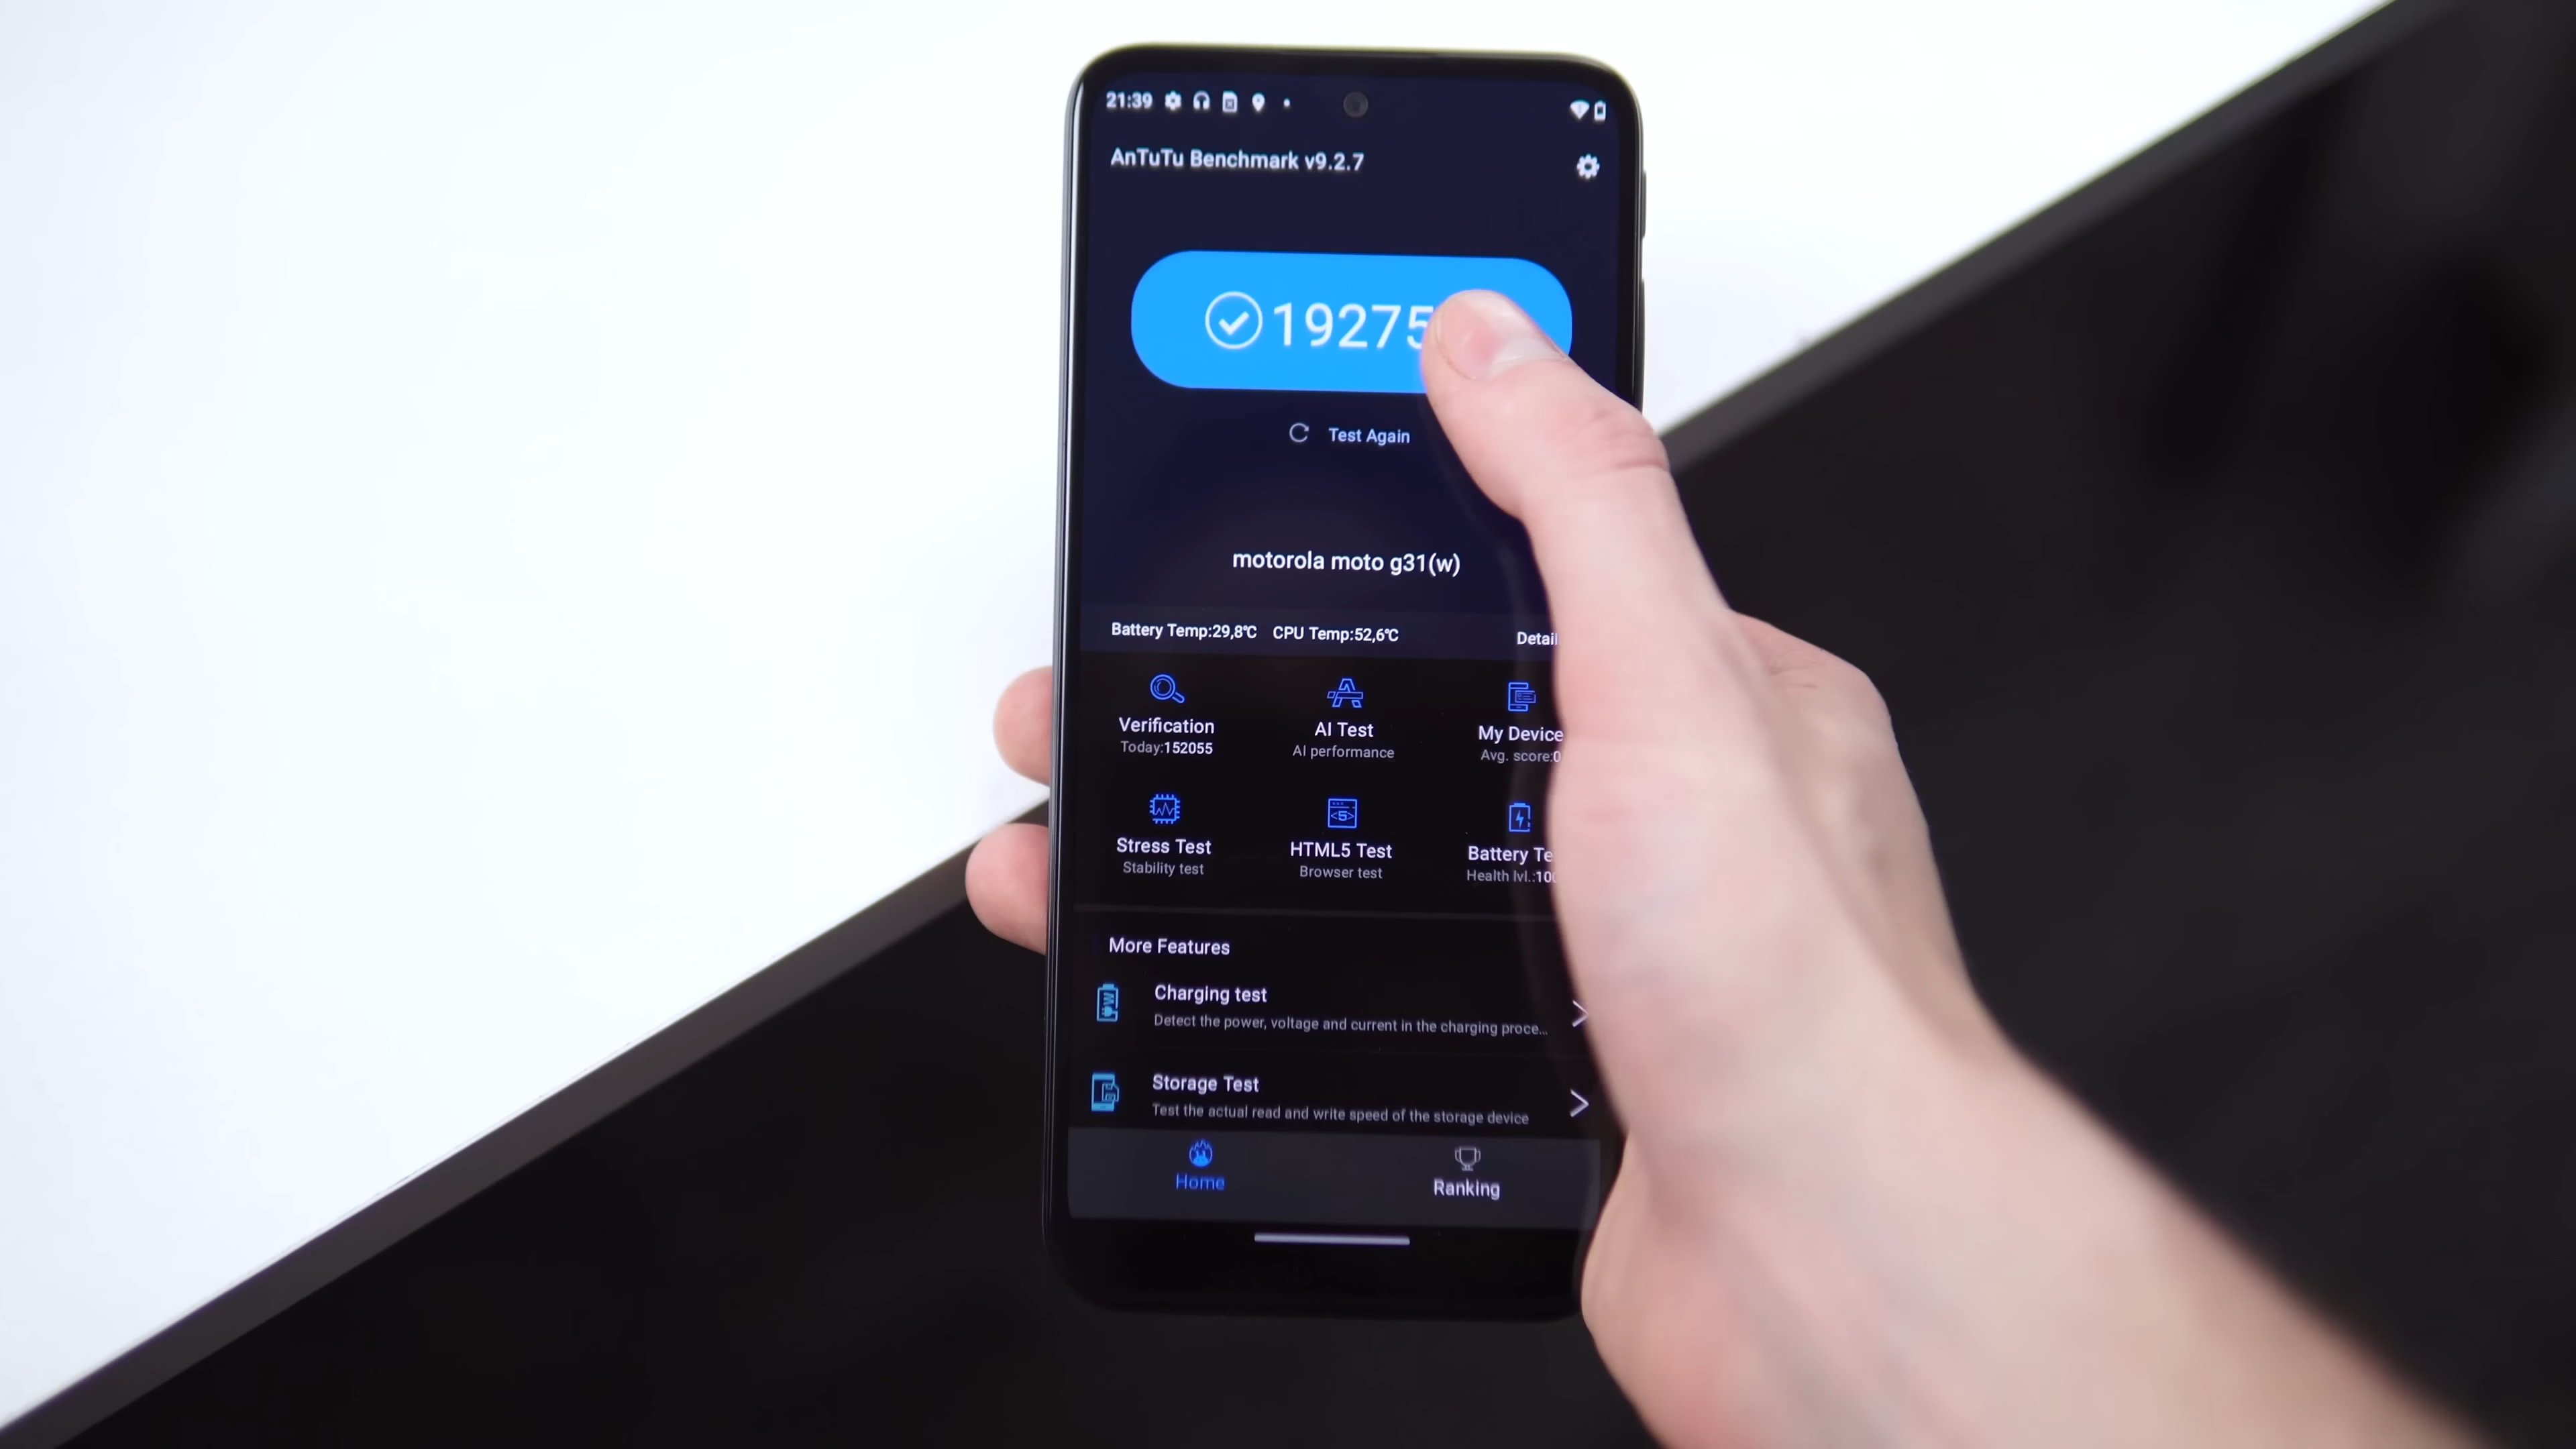 21:39
AnTuTu Benchmark v9.2.7
19275
Test Again
motorola moto g31(w)
Battery Temp:29,8℃ CPU Temp:52,6℃ Detail
Verification AI Test My Device
Today:152055 AI performance Avg. score:0
Stress Test HTML5 Test Battery Te
Stability test Browser test Health lvl.:100
More Features
Charging test
Detect the power, voltage and current in the charging proce...
Storage Test
Test the actual read and write speed of the storage device
Home Ranking